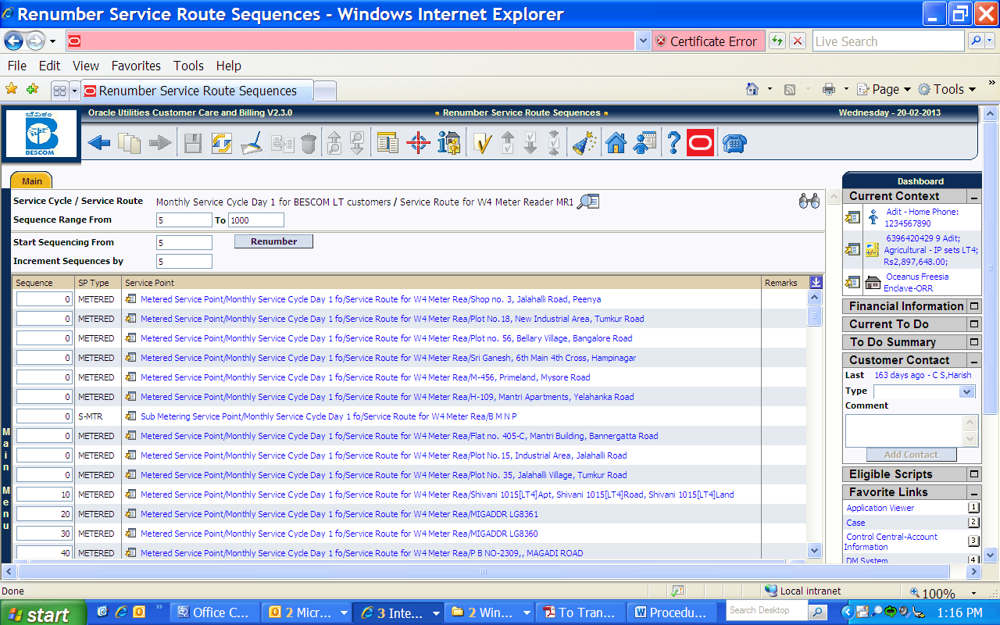 Renumber Service Route Sequences - Windows Internet Explorer
Certificate Error
Live Search
File Edit View Favorites Tools Help
Renumber Service Route Sequences
Page Tools »
ಬೆವಿಕಂ
BESCOM
Oracle Utilities Customer Care and Billing V2.3.0
Renumber Service Route Sequences
Wednesday - 20-02-2013
Main
Service Cycle / Service Route Monthly Service Cycle Day 1 for BESCOM LT customers / Service Route for W4 Meter Reader MR1
Sequence Range From 5 To 1000
Start Sequencing From 5 Renumber
Increment Sequences by 5
Sequence SP Type Service Point Remarks
0 METERED Metered Service Point/Monthly Service Cycle Day 1 fo/Service Route for W4 Meter Rea/Shop no. 3, Jalahalli Road, Peenya
0 METERED Metered Service Point/Monthly Service Cycle Day 1 fo/Service Route for W4 Meter Rea/Plot No.18, New Industrial Area, Tumkur Road
0 METERED Metered Service Point/Monthly Service Cycle Day 1 fo/Service Route for W4 Meter Rea/Plot no. 56, Bellary Village, Bangalore Road
0 METERED Metered Service Point/Monthly Service Cycle Day 1 fo/Service Route for W4 Meter Rea/Sri Ganesh, 6th Main 4th Cross, Hampinagar
0 METERED Metered Service Point/Monthly Service Cycle Day 1 fo/Service Route for W4 Meter Rea/M-456, Primeland, Mysore Road
0 METERED Metered Service Point/Monthly Service Cycle Day 1 fo/Service Route for W4 Meter Rea/H-109, Mantri Apartments, Yelahanka Road
0 S-MTR Sub Metering Service Point/Monthly Service Cycle Day 1 fo/Service Route for W4 Meter Rea/B M N P
0 METERED Metered Service Point/Monthly Service Cycle Day 1 fo/Service Route for W4 Meter Rea/Flat no. 405-C, Mantri Building, Bannergatta Road
0 METERED Metered Service Point/Monthly Service Cycle Day 1 fo/Service Route for W4 Meter Rea/Plot No.15, Industrial Area, Jalahalli Road
0 METERED Metered Service Point/Monthly Service Cycle Day 1 fo/Service Route for W4 Meter Rea/Plot No. 35, Jalahalli Village, Tumkur Road
10 METERED Metered Service Point/Monthly Service Cycle Day 1 fo/Service Route for W4 Meter Rea/Shivani 1015[LT4]Apt, Shivani 1015[LT4]Road, Shivani 1015[LT4]Land
20 METERED Metered Service Point/Monthly Service Cycle Day 1 fo/Service Route for W4 Meter Rea/MIGADDR LG8361
30 METERED Metered Service Point/Monthly Service Cycle Day 1 fo/Service Route for W4 Meter Rea/MIGADDR LG8360
40 METERED Metered Service Point/Monthly Service Cycle Day 1 fo/Service Route for W4 Meter Rea/P B NO-2309,, MAGADI ROAD
Main Menu
Dashboard
Current Context
Adit - Home Phone:
1234567890
6396420429 9 Adit;
Agricultural - IP sets LT4;
Rs2,897,648.00;
Oceanus Freesia
Enclave-ORR
Financial Information
Current To Do
To Do Summary
Customer Contact
Last 163 days ago - C S,Harish
Type
Comment
Add Contact
Eligible Scripts
Favorite Links
Application Viewer 1
Case 2
Control Central-Account
Information 3
DM System 4
Done
Local intranet
100%
start » Office C... 2 Micr... 3 Inte... 2 Win... To Tran... Procedu... Search Desktop 1:16 PM